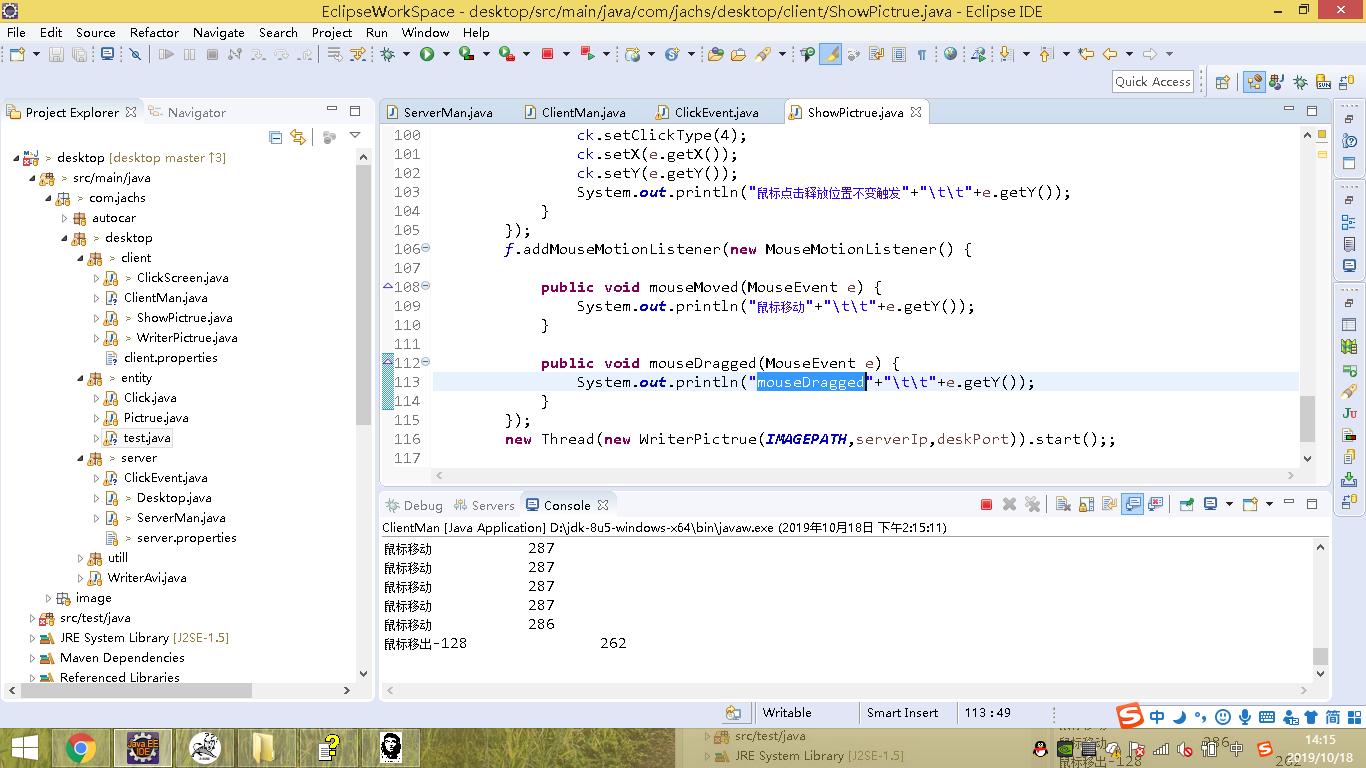 EclipseWorkSpace - desktop/src/main/java/com/jachs/desktop/client/ShowPictrue.java - Eclipse IDE
File Edit Source Refactor Navigate Search Project Run Window Help
Quick Access
Project Explorer Navigator
desktop [desktop master ↑3]
src/main/java
com.jachs
autocar
> desktop
> client
> ClickScreen.java
ClientMan.java
> ShowPictrue.java
> WriterPictrue.java
client.properties
> entity
Click.java
Pictrue.java
test.java
> server
ClickEvent.java
> Desktop.java
ServerMan.java
> server.properties
utill
WriterAvi.java
image
src/test/java
JRE System Library [J2SE-1.5]
Maven Dependencies
Referenced Libraries
ServerMan.java ClientMan.java ClickEvent.java ShowPictrue.java
100 ck.setClickType(4);
101 ck.setX(e.getX());
102 ck.setY(e.getY());
103 System.out.println("鼠标点击释放位置不变触发"+"\t\t"+e.getY());
104 }
105 });
106 f.addMouseMotionListener(new MouseMotionListener() {
107
108 public void mouseMoved(MouseEvent e) {
109 System.out.println("鼠标移动"+"\t\t"+e.getY());
110 }
111
112 public void mouseDragged(MouseEvent e) {
113 System.out.println("mouseDragged"+"\t\t"+e.getY());
114 }
115 });
116 new Thread(new WriterPictrue(IMAGEPATH,serverIp,deskPort)).start();;
117
Debug Servers Console
ClientMan [Java Application] D:\jdk-8u5-windows-x64\bin\javaw.exe (2019年10月18日 下午2:15:11)
鼠标移动 287
鼠标移动 287
鼠标移动 287
鼠标移动 287
鼠标移动 286
鼠标移出-128 262
Writable Smart Insert 113 : 49
中 简
src/test/java
JRE System Library [J2SE-1.5]
286
鼠标移出-128 262
中
14:15
2019/10/18